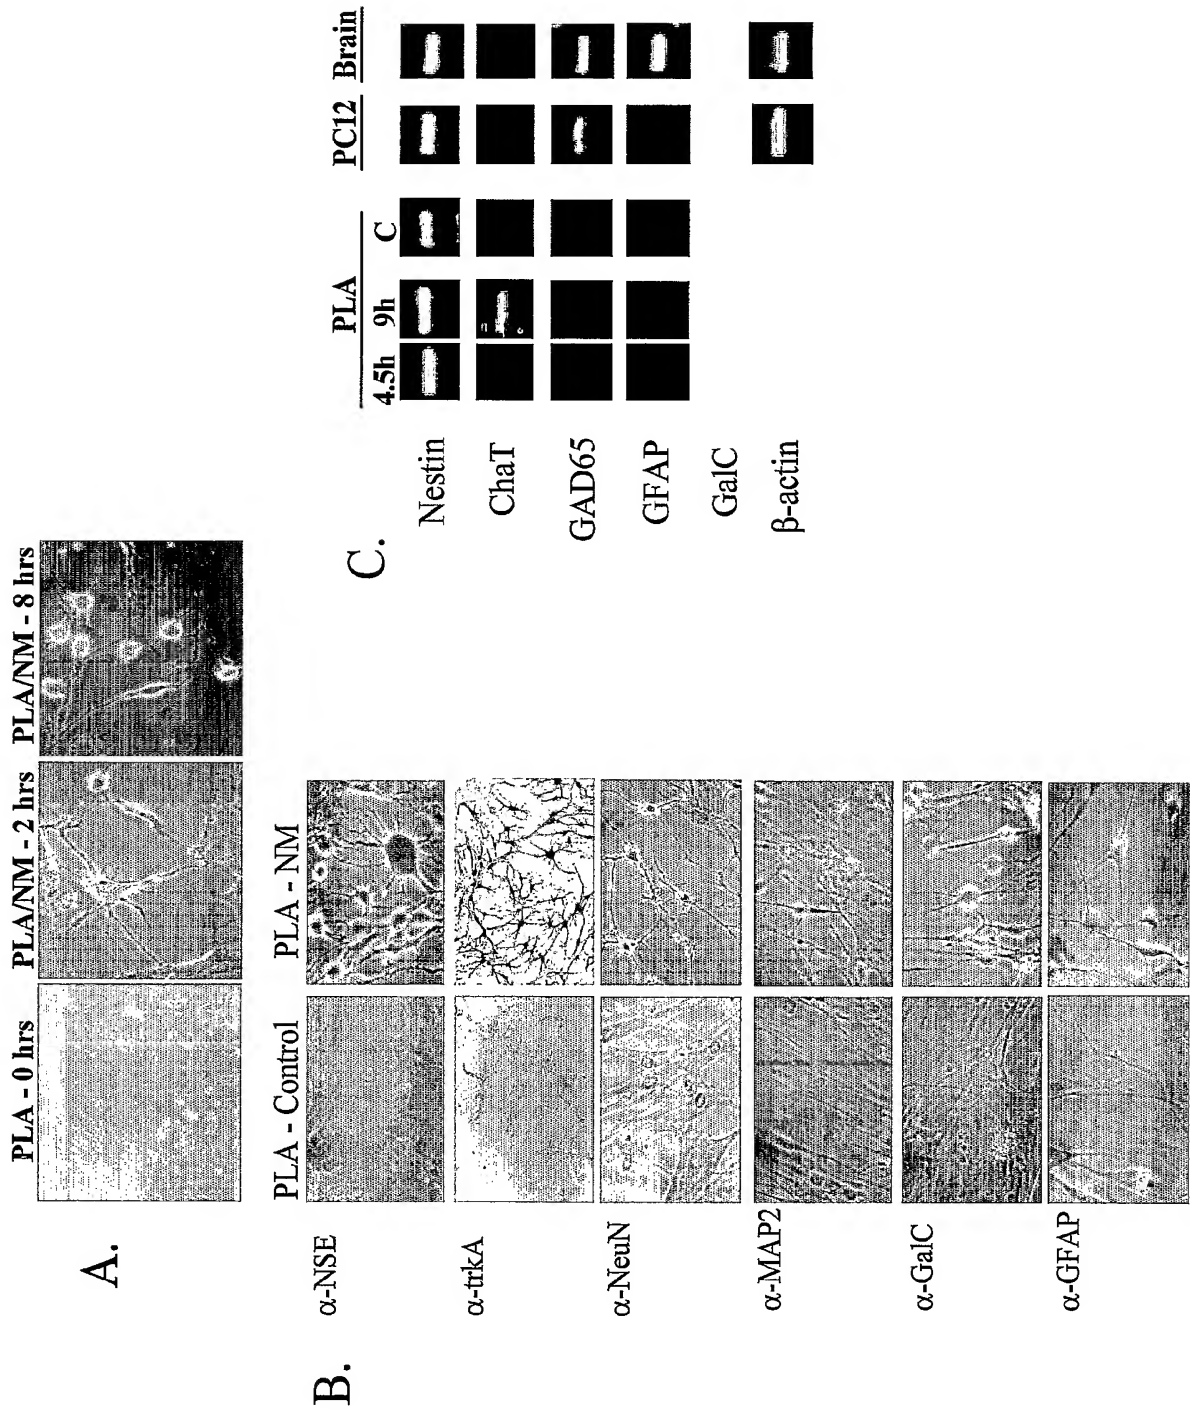 A.
PLA - 0 hrs
PLA/NM - 2 hrs
PLA/NM - 8 hrs
B.
PLA - Control
PLA - NM
α-NSE
α-trkA
α-NeuN
α-MAP2
α-GalC
α-GFAP
C.
PLA
PC12
Brain
4.5h
9h
C
Nestin
ChaT
GAD65
GFAP
GalC
β-actin